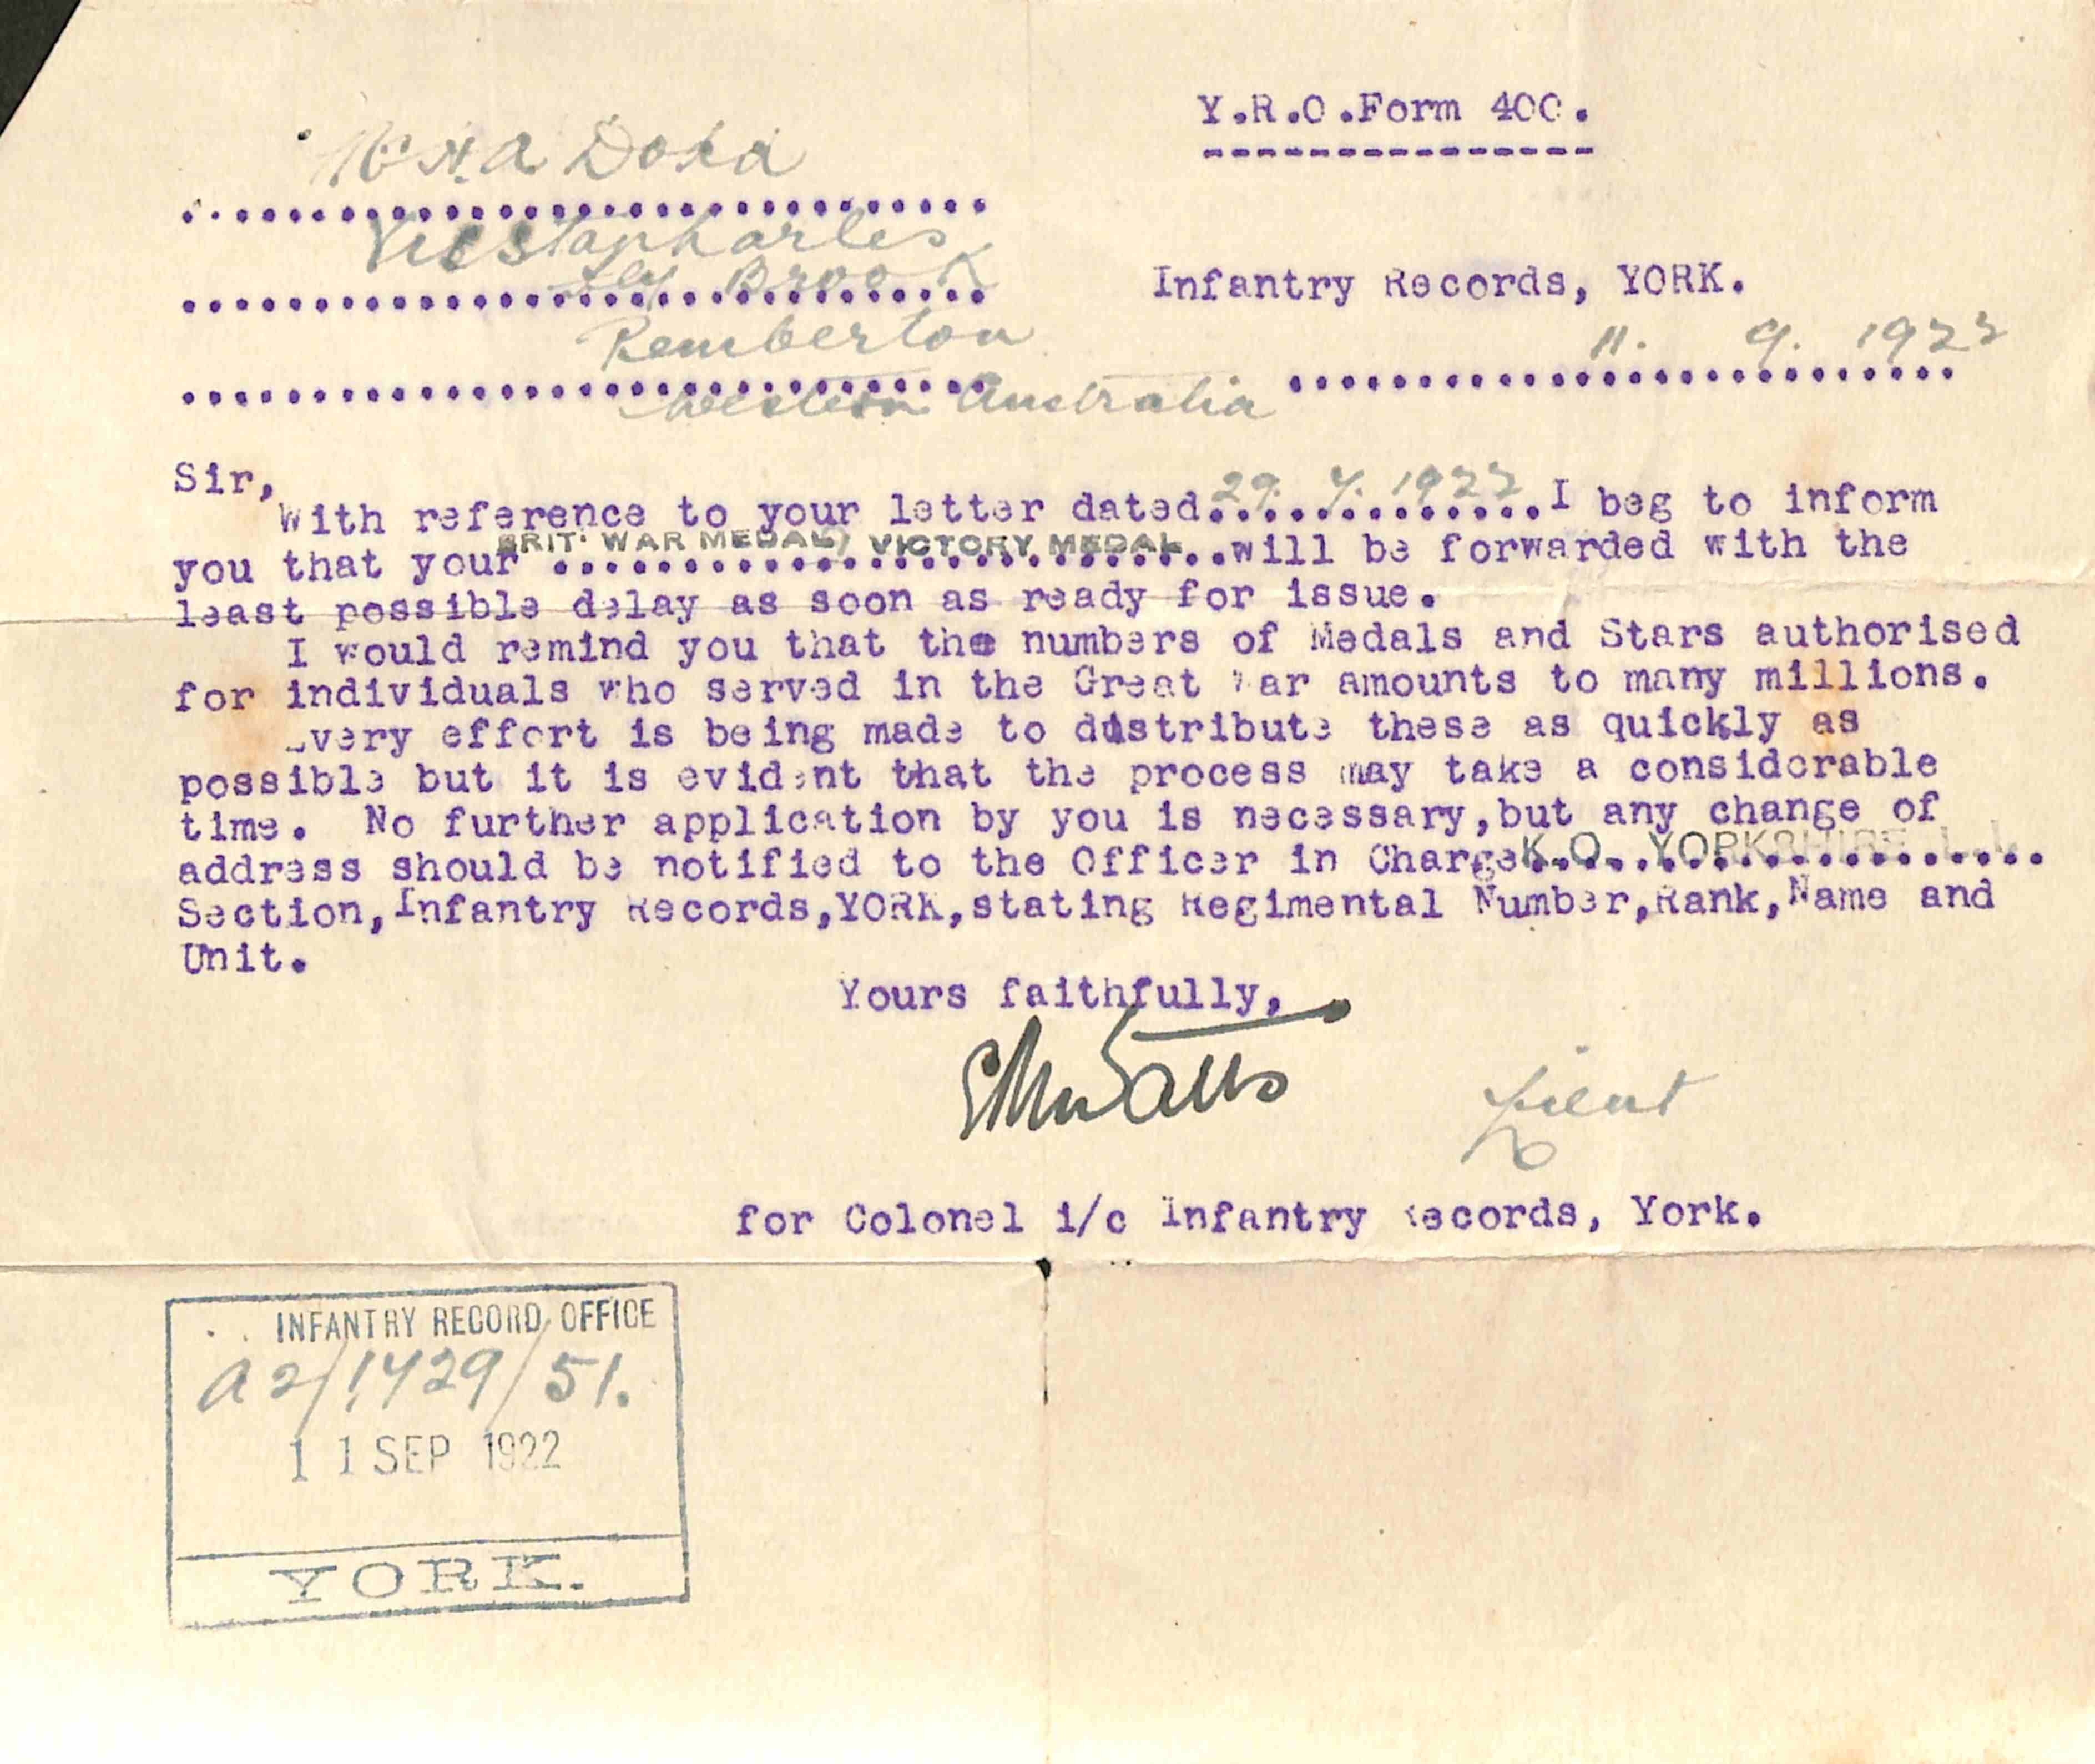 Y.R.O.Form 400.
Infantry Records, YORK.
11. 9. 1922
Brook
Pemberton
Western Australia
Sir,
With reference to your letter dated 29. 7. 1922 I beg to inform
you that your BRIT: WAR MEDAL, VICTORY MEDAL will be forwarded with the
least possible delay as soon as ready for issue.
I would remind you that the numbers of Medals and Stars authorised
for individuals who served in the Great War amounts to many millions.
Every effort is being made to distribute these as quickly as
possible but it is evident that the process may take a considerable
time. No further application by you is necessary,but any change of
address should be notified to the Officer in Charge K.O. YORKSHIRE L.I.
Section,Infantry Records,YORK,stating Regimental Number,Rank,Name and
Unit.
Yours faithfully,
Lieut
for Colonel i/c Infantry Records, York.
INFANTRY RECORD OFFICE
A2/1429/51.
11 SEP 1922
YORK.